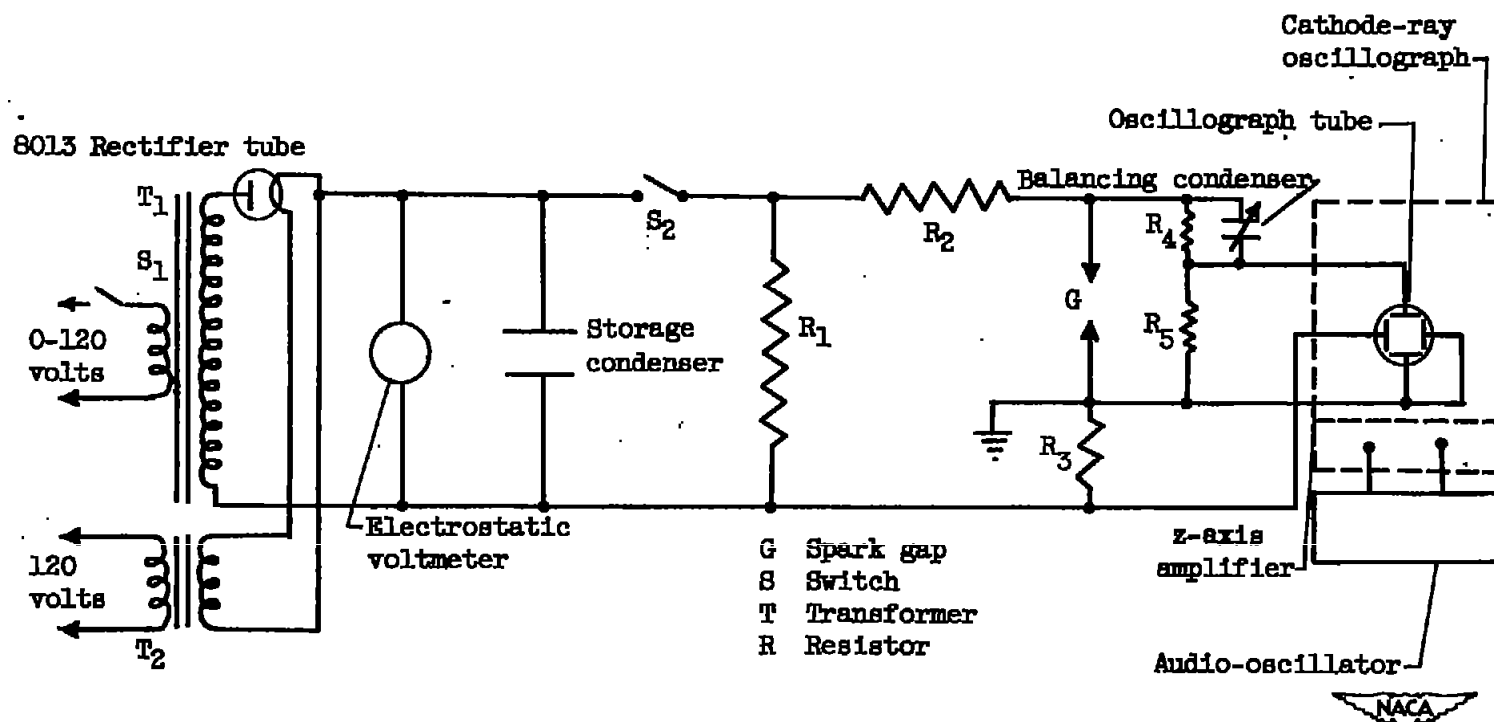 Cathode-ray
oscillograph
Oscillograph tube
8013 Rectifier tube
Balancing condenser
T1
S1
S2
R2
R4
0-120
volts
Storage
condenser
R1
G
R5
R3
Electrostatic
voltmeter
120
volts
T2
G Spark gap
S Switch
T Transformer
R Resistor
z-axis
amplifier
Audio-oscillator
NACA